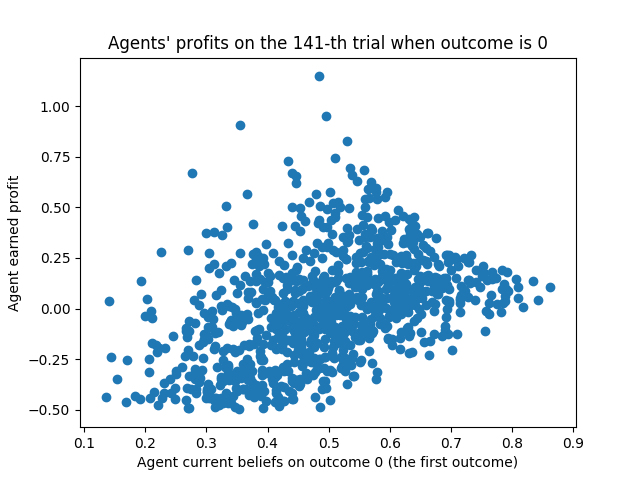 Agents' profits on the 141-th trial when outcome is 0
Agent earned profit
1.00
0.75
0.50
0.25
0.00
−0.25
−0.50
0.1 0.2 0.3 0.4 0.5 0.6 0.7 0.8 0.9
Agent current beliefs on outcome 0 (the first outcome)